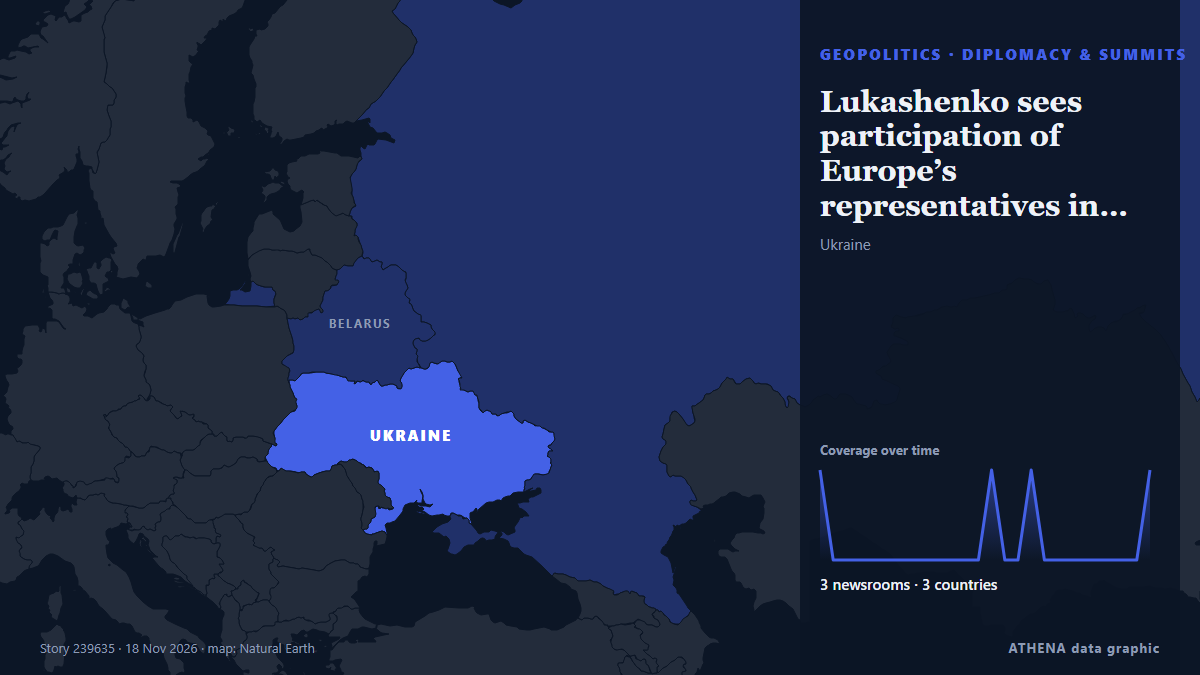 GEOPOLITICS · DIPLOMACY & SUMMITS
Lukashenko sees
participation of
Europe’s
representatives in...
Ukraine
BELARUS
UKRAINE
Coverage over time
3 newsrooms · 3 countries
Story 239635 · 18 Nov 2026 · map: Natural Earth
ATHENA data graphic